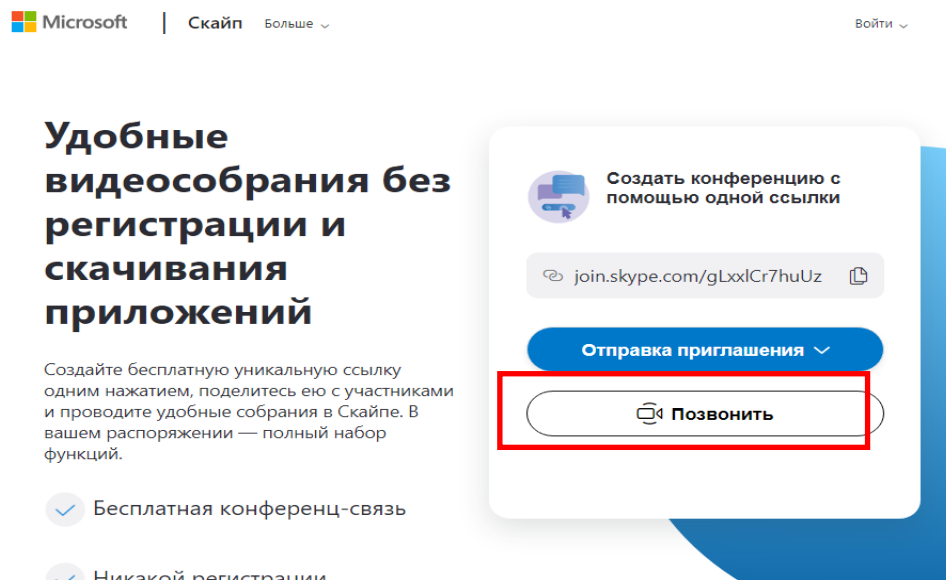 Microsoft | Скайп Больше Войти
Удобные
видеособрания без
регистрации и
скачивания
приложений
Создайте бесплатную уникальную ссылку
одним нажатием, поделитесь ею с участниками
и проводите удобные собрания в Скайпе. В
вашем распоряжении — полный набор
функций.
Бесплатная конференц-связь
Никакой регистрации
Создать конференцию с
помощью одной ссылки
join.skype.com/gLxxlCr7huUz
Отправка приглашения
Позвонить